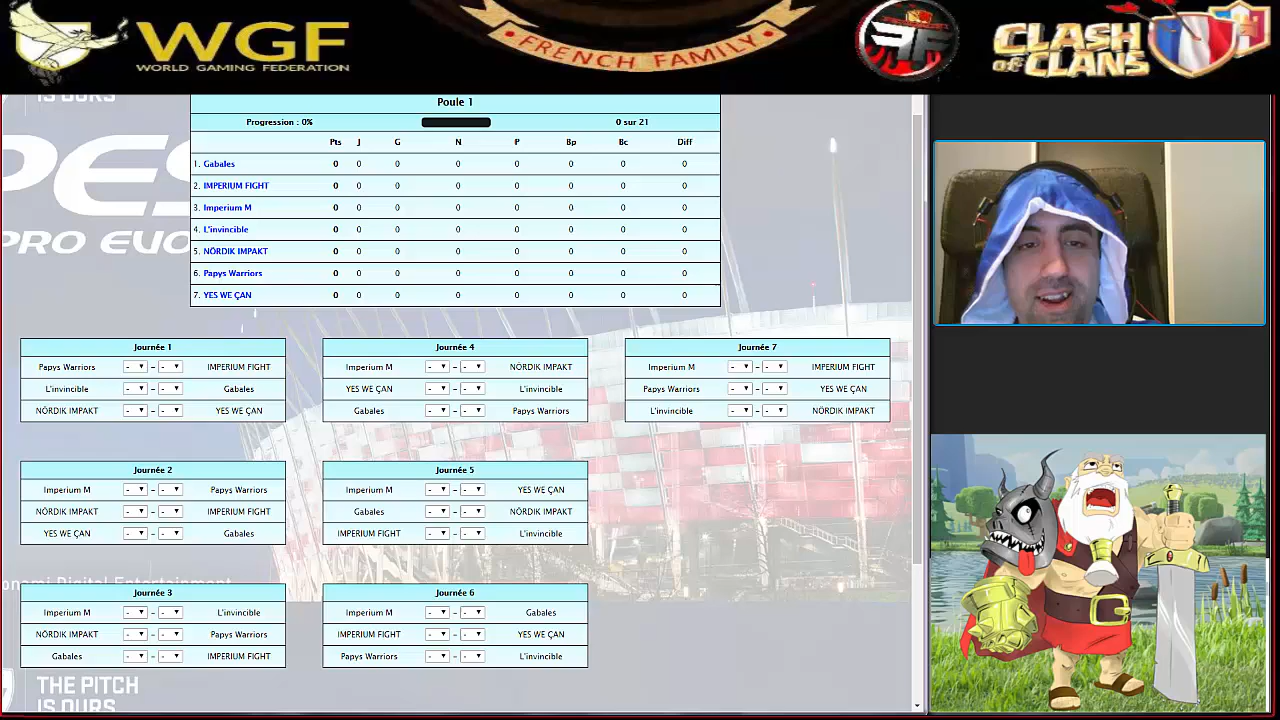 WGF
WORLD GAMING FEDERATION
FRENCH FAMILY
CLASH
OF CLANS
IS OURS
PES
PRO EVO
Poule 1
Progression : 0% 0 sur 21
Pts J G N P Bp Bc Diff
1. Gabales 0 0 0 0 0 0 0 0
2. IMPERIUM FIGHT 0 0 0 0 0 0 0 0
3. Imperium M 0 0 0 0 0 0 0 0
4. L'invincible 0 0 0 0 0 0 0 0
5. NÖRDIK IMPAKT 0 0 0 0 0 0 0 0
6. Papys Warriors 0 0 0 0 0 0 0 0
7. YES WE ÇAN 0 0 0 0 0 0 0 0
Journée 1
Papys Warriors - - - IMPERIUM FIGHT
L'invincible - - - Gabales
NÖRDIK IMPAKT - - - YES WE ÇAN
Journée 4
Imperium M - - - NÖRDIK IMPAKT
YES WE ÇAN - - - L'invincible
Gabales - - - Papys Warriors
Journée 7
Imperium M - - - IMPERIUM FIGHT
Papys Warriors - - - YES WE ÇAN
L'invincible - - - NÖRDIK IMPAKT
Journée 2
Imperium M - - - Papys Warriors
NÖRDIK IMPAKT - - - IMPERIUM FIGHT
YES WE ÇAN - - - Gabales
Journée 5
Imperium M - - - YES WE ÇAN
Gabales - - - NÖRDIK IMPAKT
IMPERIUM FIGHT - - - L'invincible
onami Digital Entertainment
Journée 3
Imperium M - - - L'invincible
NÖRDIK IMPAKT - - - Papys Warriors
Gabales - - - IMPERIUM FIGHT
Journée 6
Imperium M - - - Gabales
IMPERIUM FIGHT - - - YES WE ÇAN
Papys Warriors - - - L'invincible
THE PITCH
IS OURS